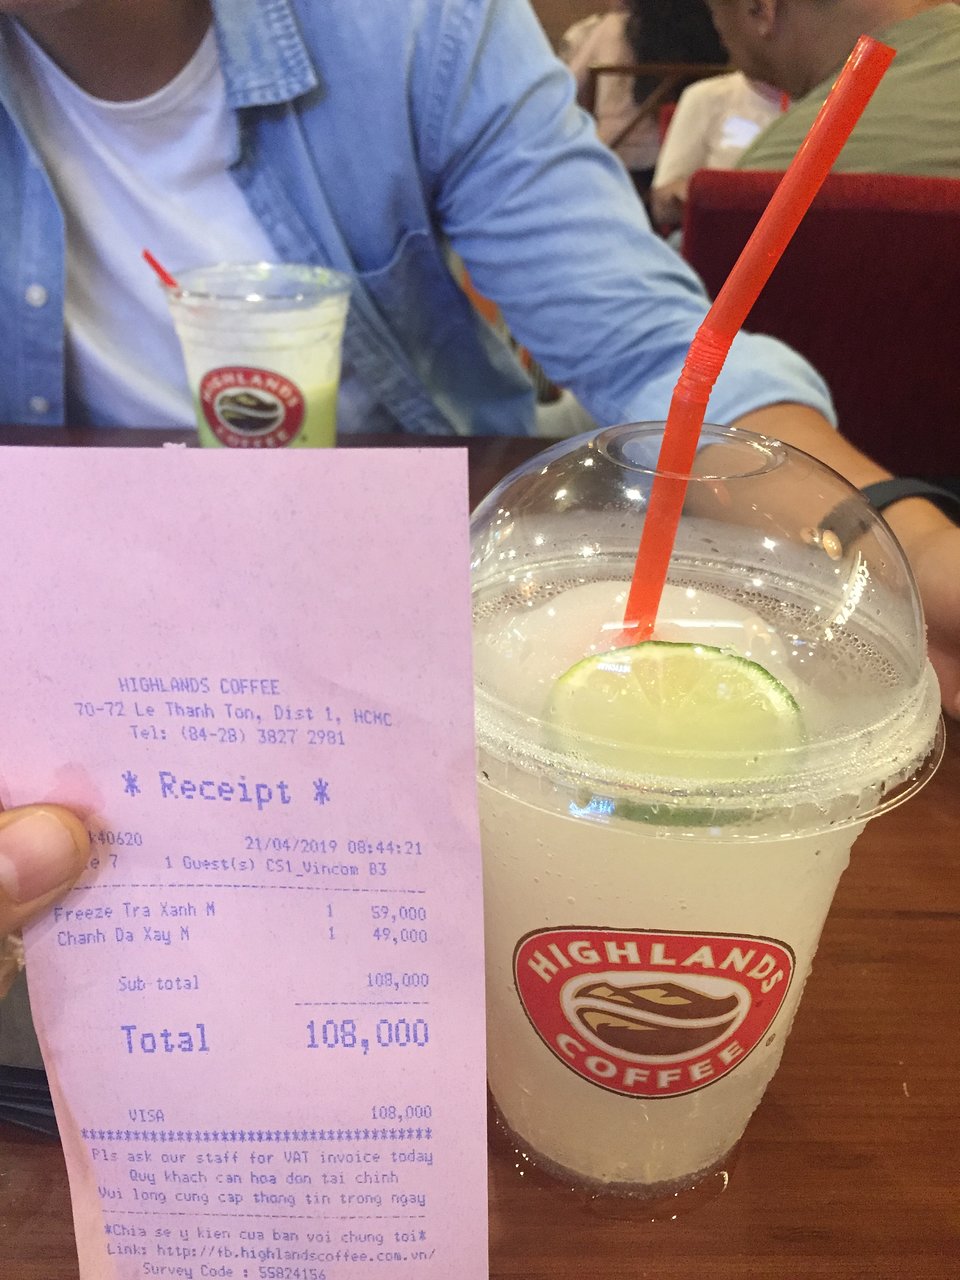 HIGHLANDS
COFFEE
HIGHLANDS COFFEE
70-72 Le Thanh Ton, Dist 1, HCMC
Tel: (84-28) 3827 2981
* Receipt *
k40620 21/04/2019 08:44:21
e 7 1 Guest(s) CS1_Vincom B3
Freeze Tra Xanh M 1 59,000
Chanh Da Xay M 1 49,000
Sub total 108,000
Total 108,000
VISA 108,000
****************************************
Pls ask our staff for VAT invoice today
Quy khach can hoa don tai chinh
Vui long cung cap thong tin trong ngay
*Chia se y kien cua ban voi chung toi*
Link: http://fb.highlandscoffee.com.vn/
Survey Code : 55824156
HIGHLANDS
COFFEE
®